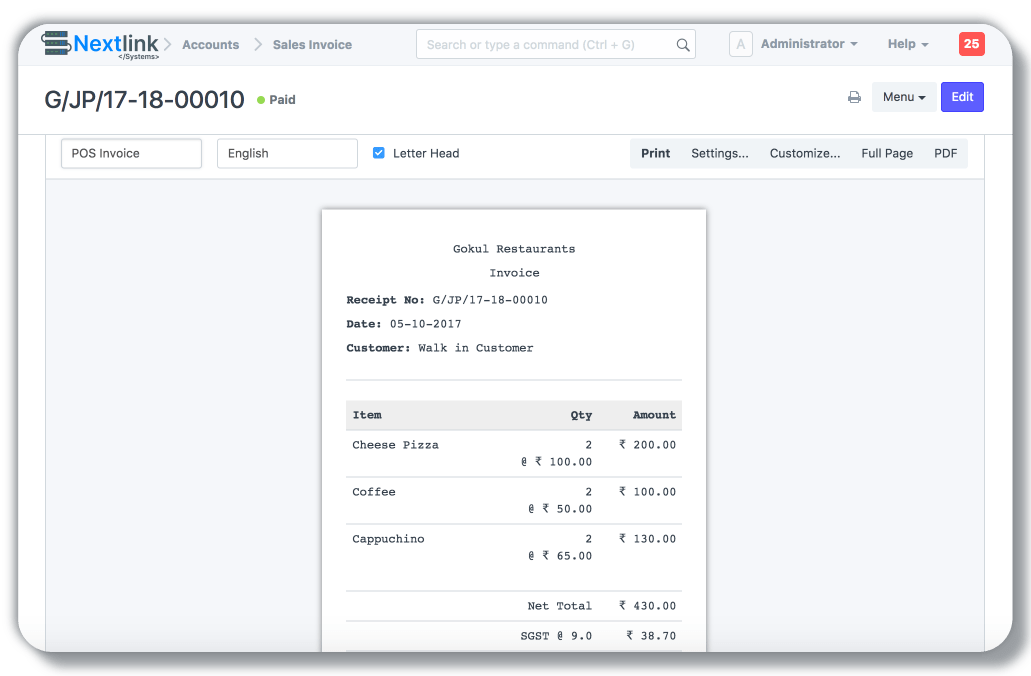 Nextlink
</Systems>
Accounts
Sales Invoice
Search or type a command (Ctrl + G)
A
Administrator
Help
25
G/JP/17-18-00010
Paid
Menu
Edit
POS Invoice
English
Letter Head
Print
Settings...
Customize...
Full Page
PDF
Gokul Restaurants
Invoice
Receipt No: G/JP/17-18-00010
Date: 05-10-2017
Customer: Walk in Customer
Item Qty Amount
Cheese Pizza 2 ₹ 200.00
@ ₹ 100.00
Coffee 2 ₹ 100.00
@ ₹ 50.00
Cappuchino 2 ₹ 130.00
@ ₹ 65.00
Net Total ₹ 430.00
SGST @ 9.0 ₹ 38.70